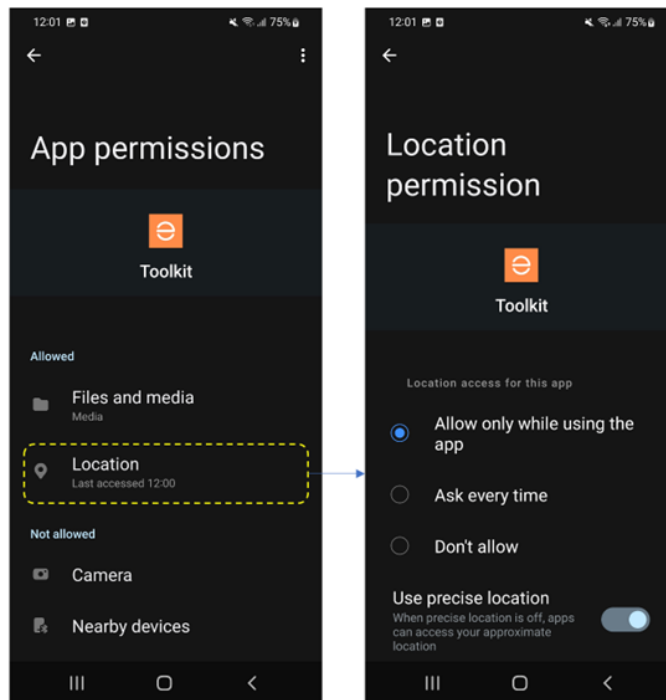 12:01
75%
App permissions
Toolkit
Allowed
Files and media
Media
Location
Last accessed 12:00
Not allowed
Camera
Nearby devices
12:01
75%
Location
permission
Toolkit
Location access for this app
Allow only while using the
app
Ask every time
Don't allow
Use precise location
When precise location is off, apps
can access your approximate
location